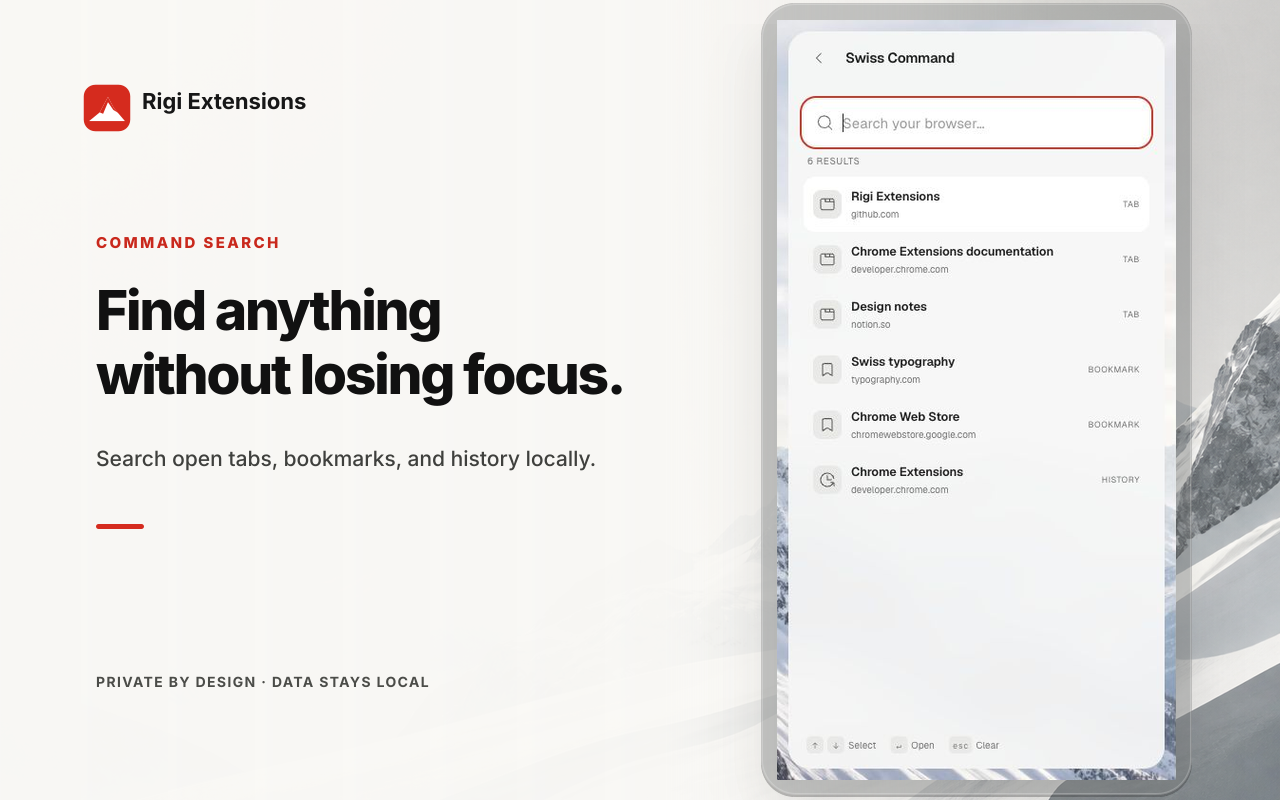 Rigi Extensions
COMMAND SEARCH
Find anything
without losing focus.
Search open tabs, bookmarks, and history locally.
PRIVATE BY DESIGN · DATA STAYS LOCAL
Swiss Command
Search your browser…
6 RESULTS
Rigi Extensions
github.com
TAB
Chrome Extensions documentation
developer.chrome.com
TAB
Design notes
notion.so
TAB
Swiss typography
typography.com
BOOKMARK
Chrome Web Store
chromewebstore.google.com
BOOKMARK
Chrome Extensions
developer.chrome.com
HISTORY
↑ ↓ Select ↵ Open esc Clear